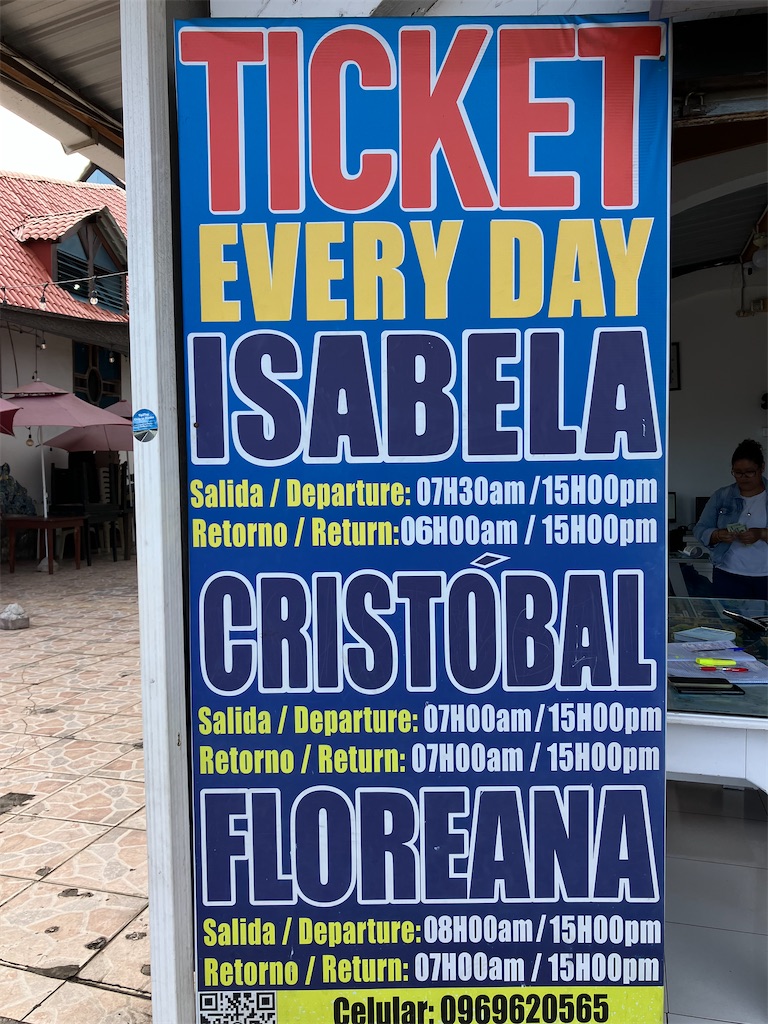 TICKET
EVERY DAY
ISABELA
Salida / Departure: 07H30am / 15H00pm
Retorno / Return: 06H00am / 15H00pm
CRISTÓBAL
Salida / Departure: 07H00am / 15H00pm
Retorno / Return: 07H00am / 15H00pm
FLOREANA
Salida / Departure: 08H00am / 15H00pm
Retorno / Return: 07H00am / 15H00pm
Celular: 0969620565